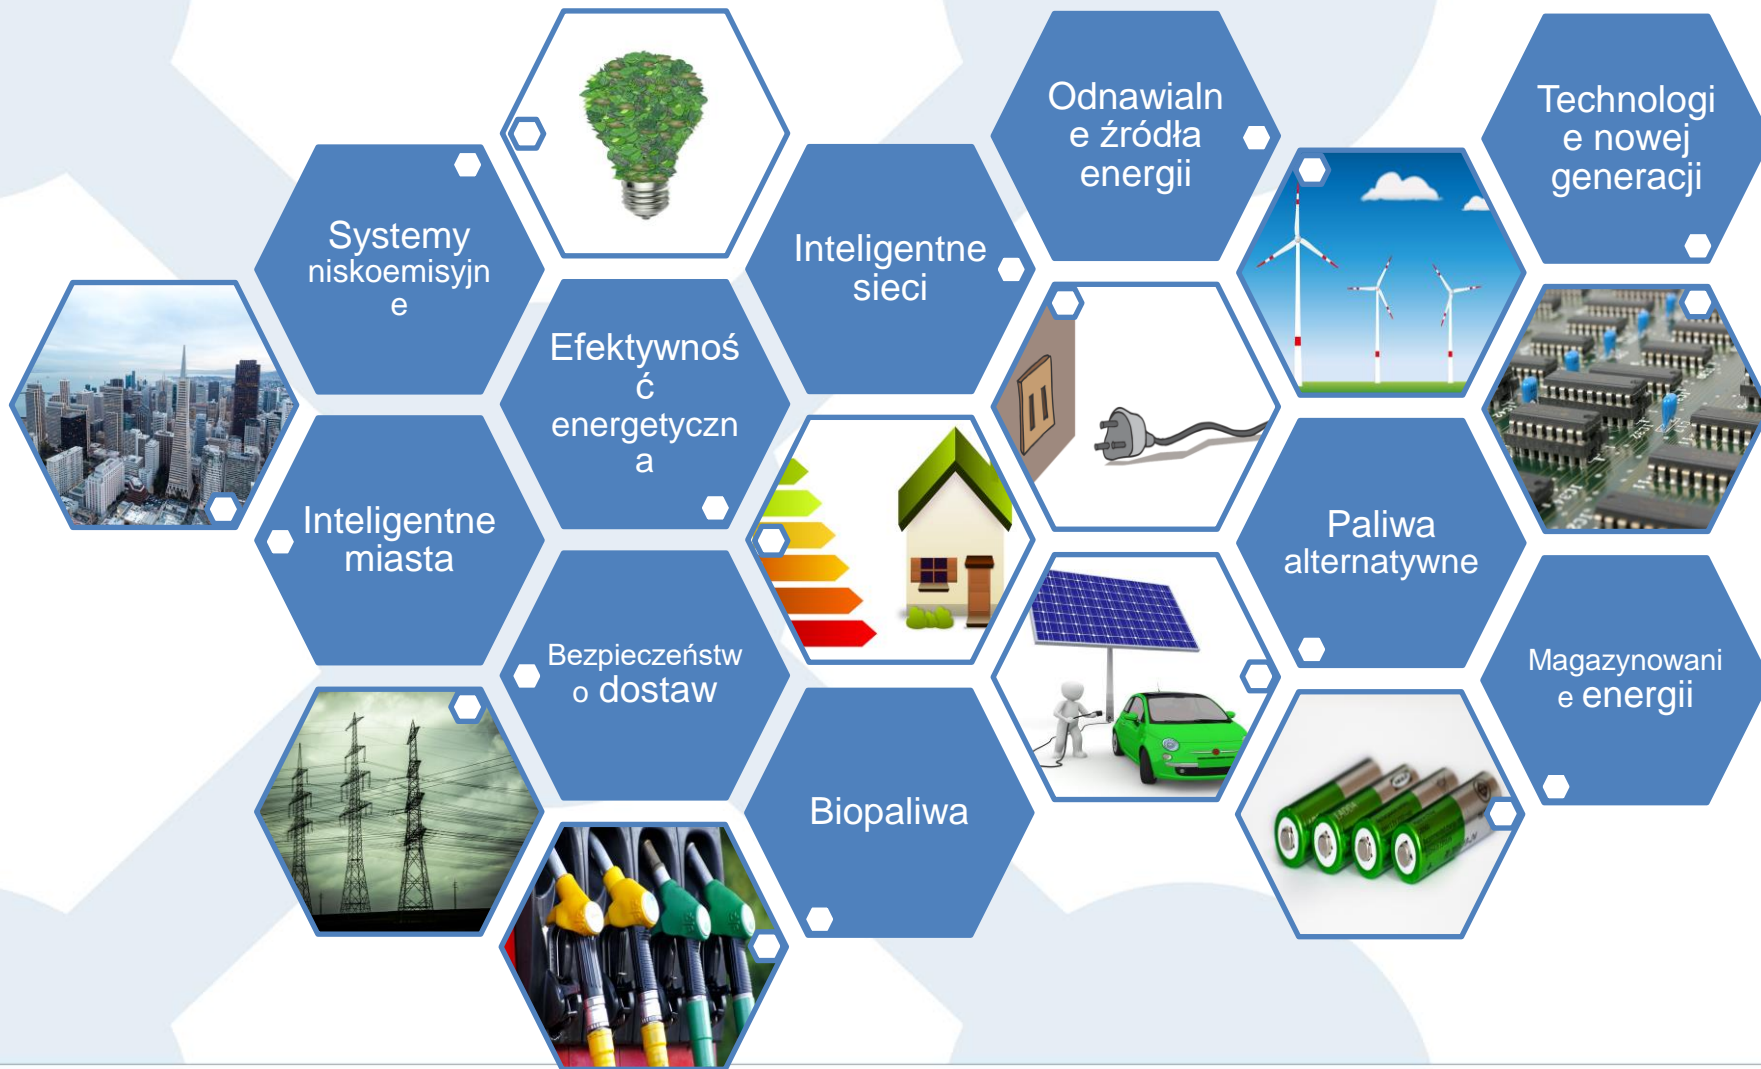 Systemy
niskoemisyjn
e
Inteligentne
miasta
Efektywnoś
ć
energetyczn
a
Bezpieczeństw
o dostaw
Inteligentne
sieci
Biopaliwa
Odnawialn
e źródła
energii
Paliwa
alternatywne
Technologi
e nowej
generacji
Magazynowani
e energii